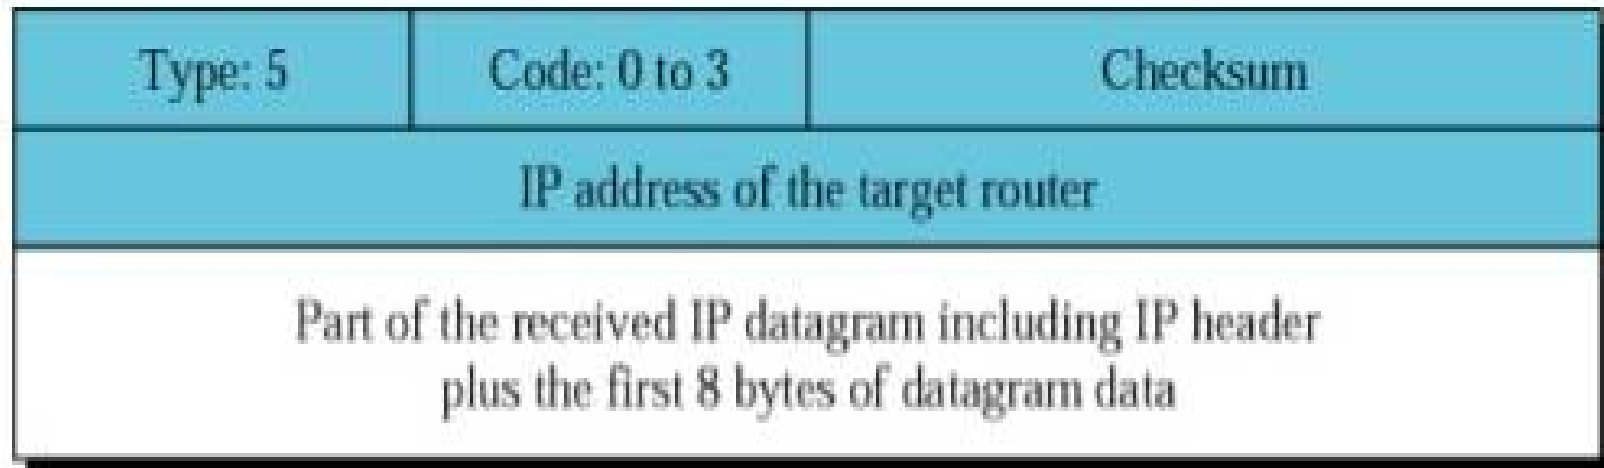 Type: 5
Code: 0 to 3
Checksum
IP address of the target router
Part of the received IP datagram including IP header
plus the first 8 bytes of datagram data